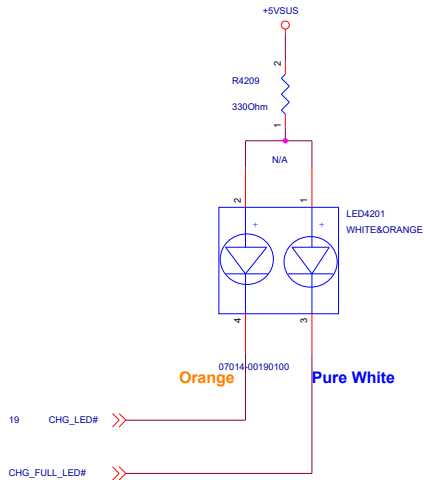 +5VSUS
2
R4209
330Ohm
1
N/A
2
1
LED4201
WHITE&ORANGE
+
+
4
3
07014-00190100
Orange
Pure White
19
CHG_LED#
CHG_FULL_LED#